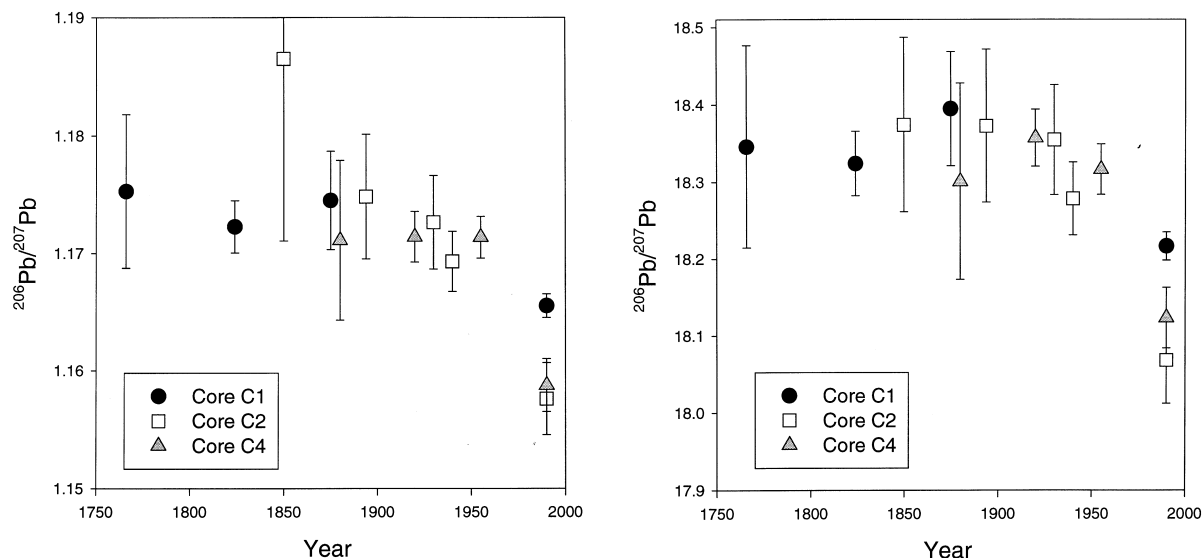 1.19
1.18
1.17
1.16
1.15
²⁰⁶Pb/²⁰⁷Pb
Core C1
Core C2
Core C4
1750 1800 1850 1900 1950 2000
Year
18.5
18.4
18.3
18.2
18.1
18.0
17.9
²⁰⁶Pb/²⁰⁷Pb
Core C1
Core C2
Core C4
1750 1800 1850 1900 1950 2000
Year